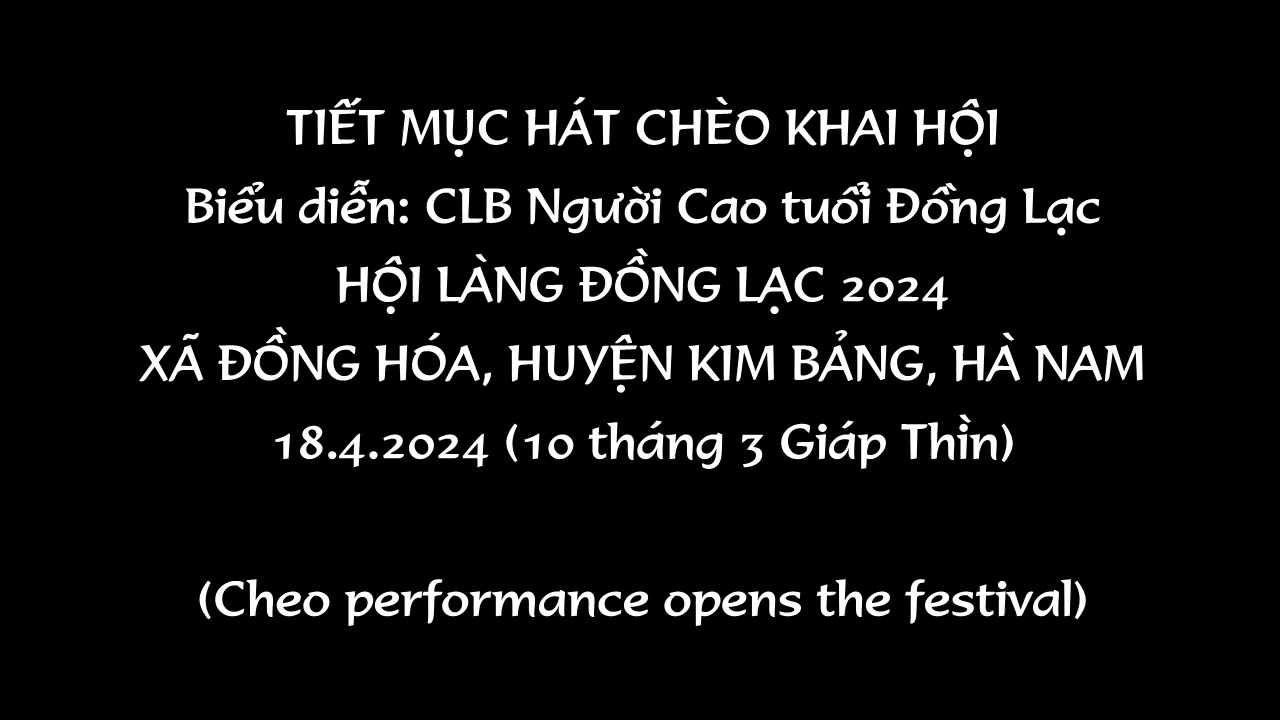 TIẾT MỤC HÁT CHÈO KHAI HỘI
Biểu diễn: CLB Người Cao tuổi Đồng Lạc
HỘI LÀNG ĐỒNG LẠC 2024
XÃ ĐỒNG HÓA, HUYỆN KIM BẢNG, HÀ NAM
18.4.2024 (10 tháng 3 Giáp Thìn)
(Cheo performance opens the festival)